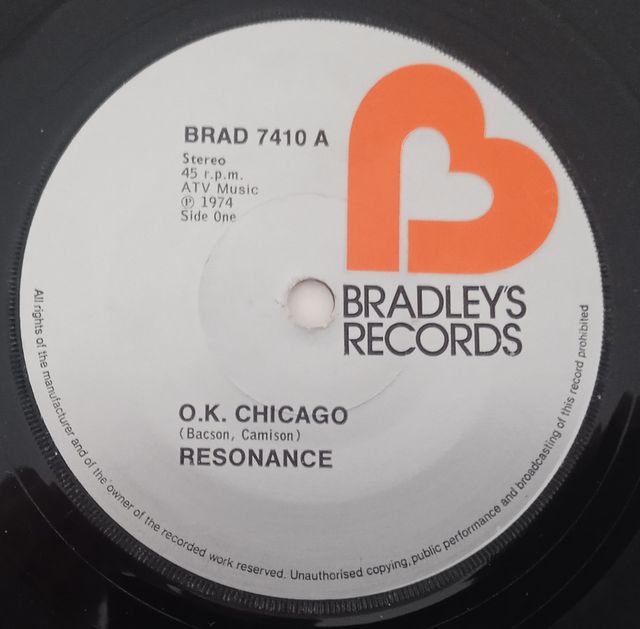 BRAD 7410 A
Stereo
45 r.p.m.
ATV Music
Ⓟ 1974
Side One
BRADLEY'S
RECORDS
O.K. CHICAGO
(Bacson, Camison)
RESONANCE
All rights of the manufacturer and of the owner of the recorded work reserved. Unauthorised copying, public performance and broadcasting of this record prohibited